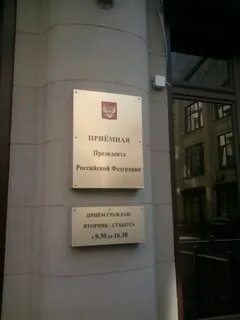 ПРИЁМНАЯ
Президента
Российской Федерации
ПРИЁМ ГРАЖДАН:
ВТОРНИК - СУББОТА
с 9.30 до 16.30